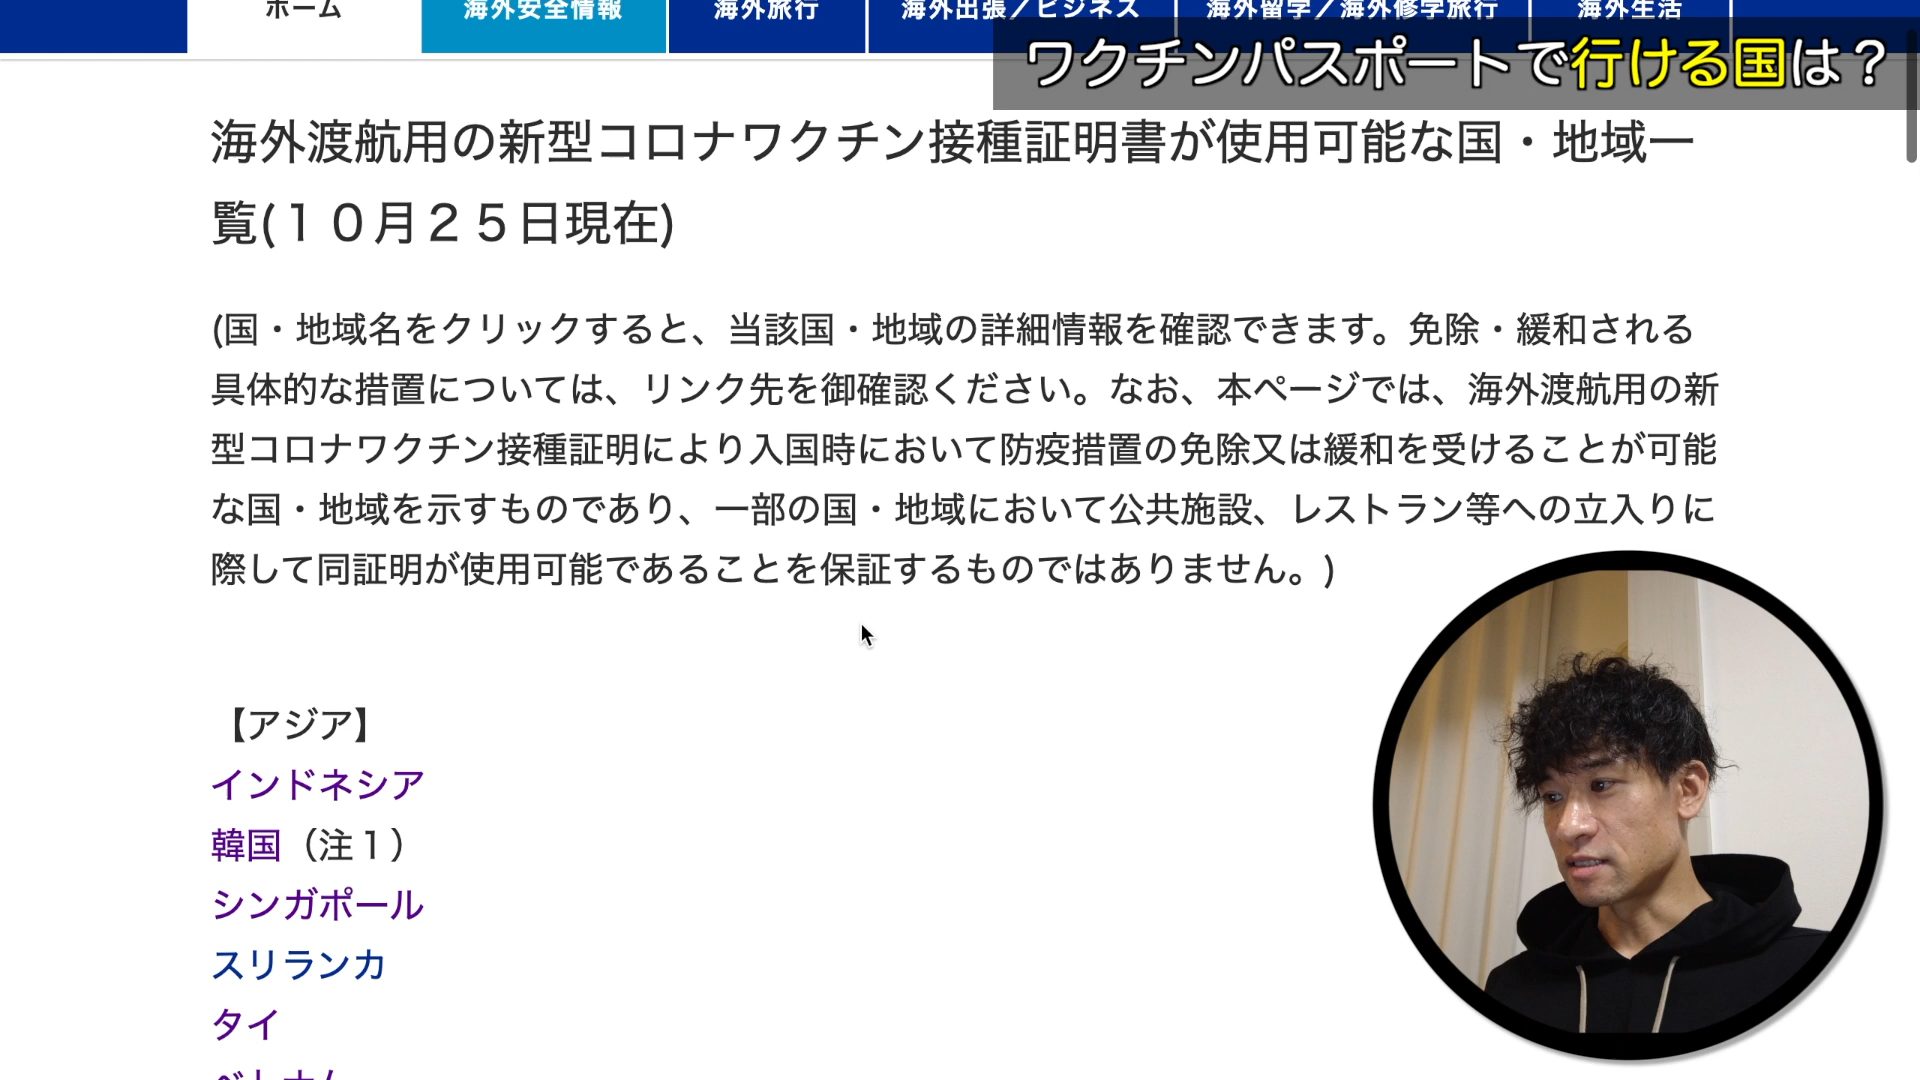 ホーム 海外安全情報 海外旅行 海外出張／ビジネス 海外留学／海外修学旅行 海外生活
ワクチンパスポートで行ける国は？
海外渡航用の新型コロナワクチン接種証明書が使用可能な国・地域一
覧(１０月２５日現在)
(国・地域名をクリックすると、当該国・地域の詳細情報を確認できます。免除・緩和される
具体的な措置については、リンク先を御確認ください。なお、本ページでは、海外渡航用の新
型コロナワクチン接種証明により入国時において防疫措置の免除又は緩和を受けることが可能
な国・地域を示すものであり、一部の国・地域において公共施設、レストラン等への立入りに
際して同証明が使用可能であることを保証するものではありません。)
【アジア】
インドネシア
韓国（注１）
シンガポール
スリランカ
タイ
ベトナム